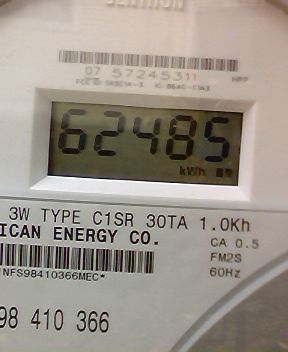 07 57245311 HPP
62485
kWh
3W TYPE C1SR 30TA 1.0Kh
ICAN ENERGY CO.
CA 0.5
FM2S
NFS98410366MEC*
60Hz
98 410 366